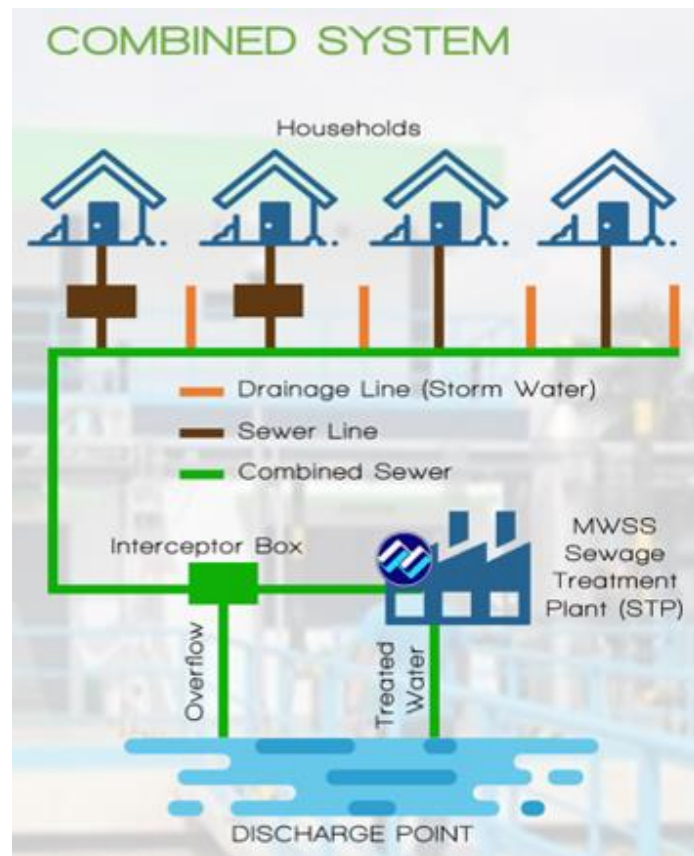 COMBINED SYSTEM
Households
Drainage Line (Storm Water)
Sewer Line
Combined Sewer
Interceptor Box
MWSS
Sewage
Treatment
Plant (STP)
Overflow
Treated
Water
DISCHARGE POINT